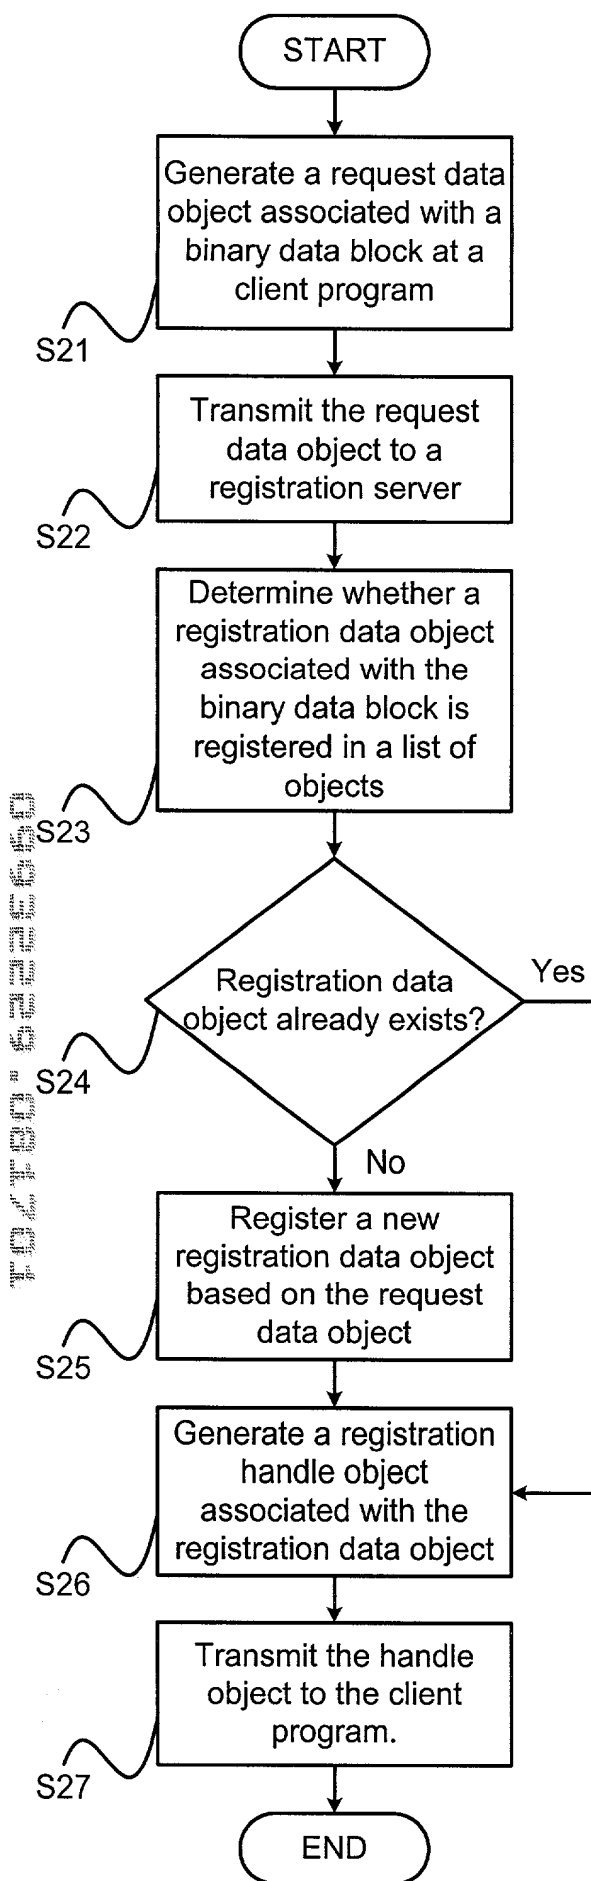 START
Generate a request data
object associated with a
binary data block at a
client program
S21
Transmit the request
data object to a
registration server
S22
Determine whether a
registration data object
associated with the
binary data block is
registered in a list of
objects
S23
Registration data
object already exists?
Yes
S24
No
Register a new
registration data object
based on the request
data object
S25
Generate a registration
handle object
associated with the
registration data object
S26
Transmit the handle
object to the client
program.
S27
END